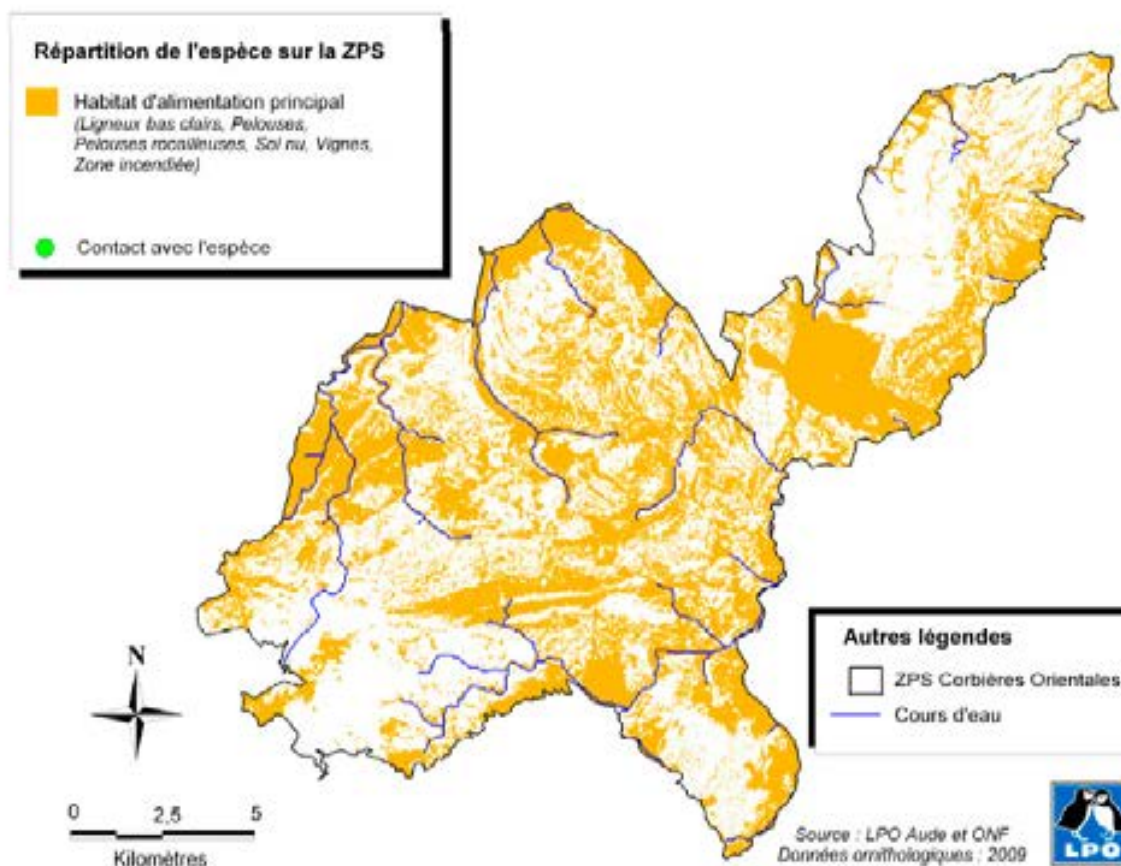 Répartition de l'espèce sur la ZPS
Habitat d'alimentation principal
(Ligneux bas clairs, Pelouses,
Pelouses rocailleuses, Sol nu, Vignes,
Zone incendiée)
Contact avec l'espèce
N
0 2,5 5
Kilomètres
Autres légendes
ZPS Corbières Orientales
Cours d'eau
Source : LPO Aude et ONF
Données ornithologiques : 2009
LPO